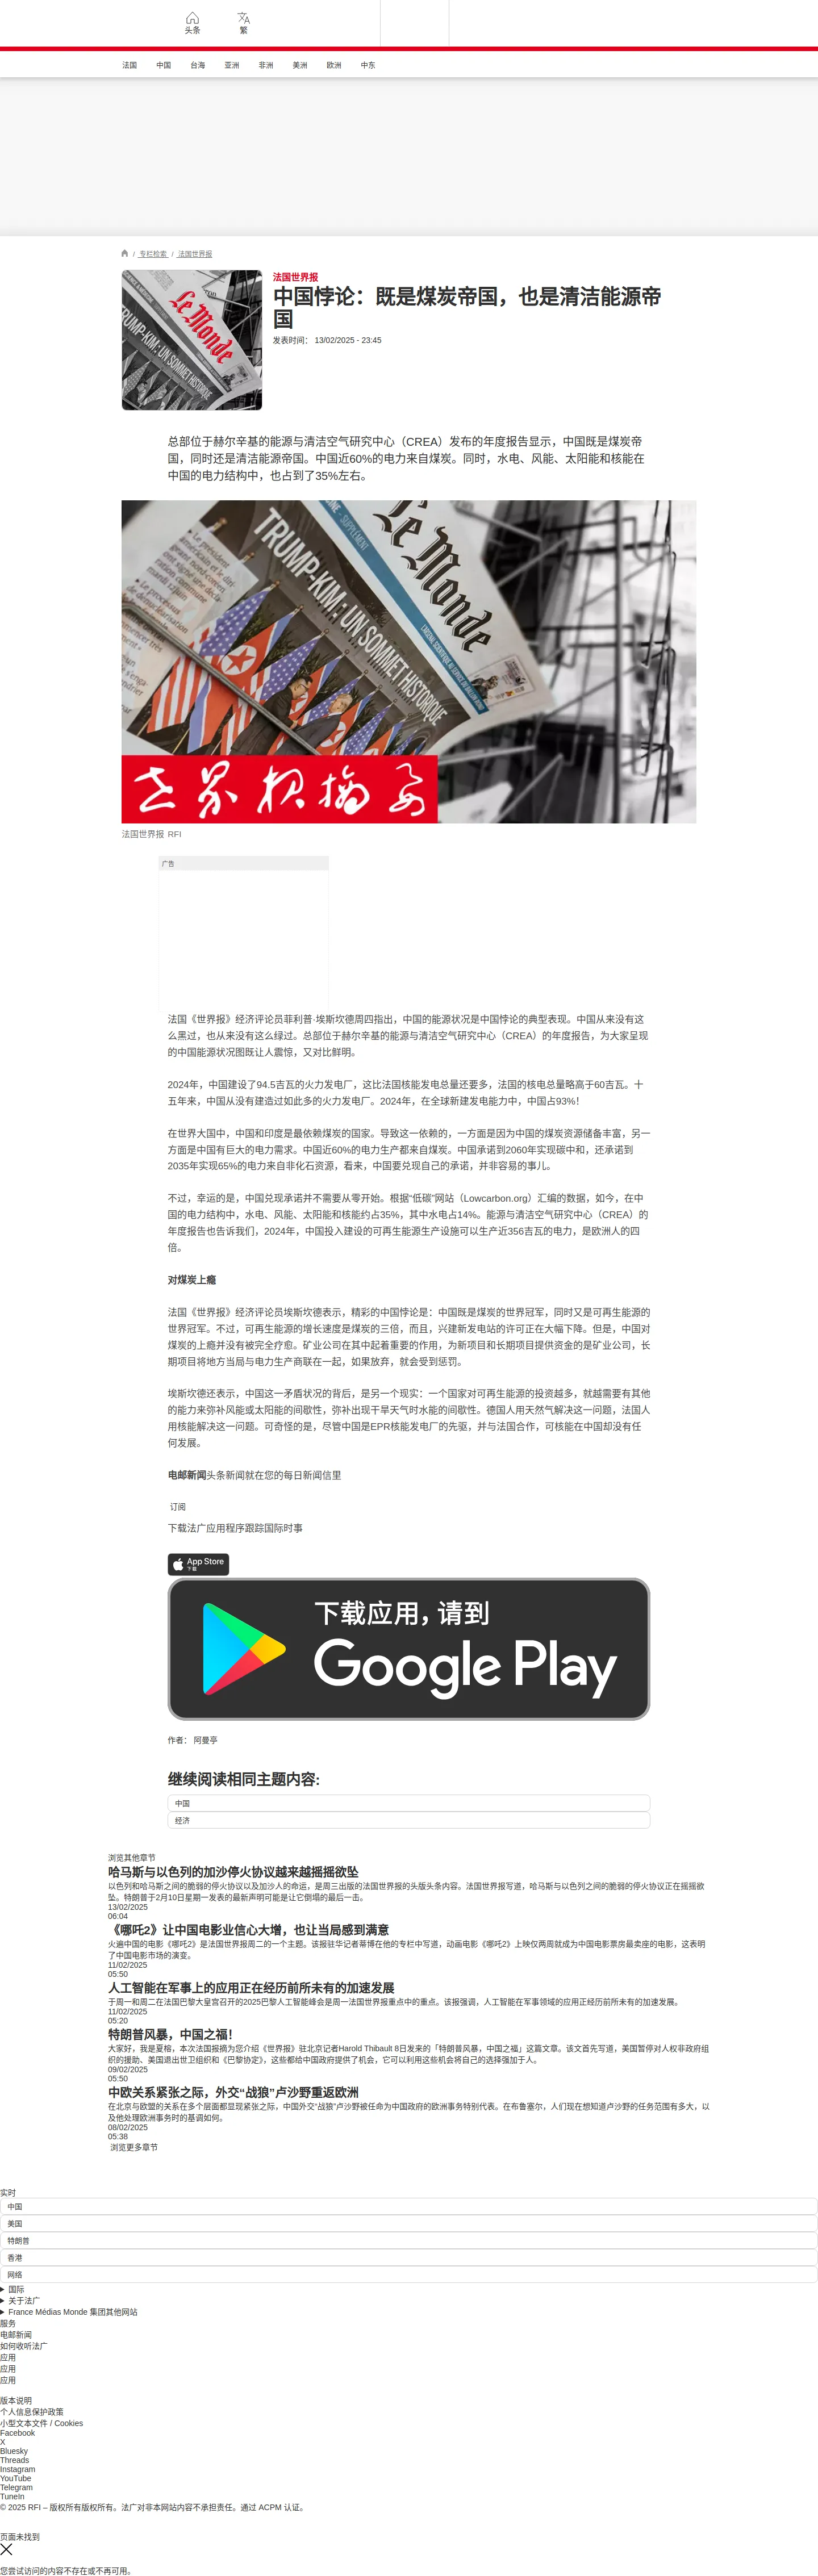 头条
繁
法国
中国
台海
亚洲
非洲
美洲
欧洲
中东
/ 专栏检索 / 法国世界报
法国世界报
中国悖论：既是煤炭帝国，也是清洁能源帝
国
发表时间： 13/02/2025 - 23:45
总部位于赫尔辛基的能源与清洁空气研究中心（CREA）发布的年度报告显示，中国既是煤炭帝
国，同时还是清洁能源帝国。中国近60%的电力来自煤炭。同时，水电、风能、太阳能和核能在
中国的电力结构中，也占到了35%左右。
Le Monde
TRUMP-KIM : UN SOMMET HISTORIQUE
世界报摘要
法国世界报 RFI
广告
法国《世界报》经济评论员菲利普·埃斯坎德周四指出，中国的能源状况是中国悖论的典型表现。中国从来没有这
么黑过，也从来没有这么绿过。总部位于赫尔辛基的能源与清洁空气研究中心（CREA）的年度报告，为大家呈现
的中国能源状况图既让人震惊，又对比鲜明。
2024年，中国建设了94.5吉瓦的火力发电厂，这比法国核能发电总量还要多，法国的核电总量略高于60吉瓦。十
五年来，中国从没有建造过如此多的火力发电厂。2024年，在全球新建发电能力中，中国占93%！
在世界大国中，中国和印度是最依赖煤炭的国家。导致这一依赖的，一方面是因为中国的煤炭资源储备丰富，另一
方面是中国有巨大的电力需求。中国近60%的电力生产都来自煤炭。中国承诺到2060年实现碳中和，还承诺到
2035年实现65%的电力来自非化石资源，看来，中国要兑现自己的承诺，并非容易的事儿。
不过，幸运的是，中国兑现承诺并不需要从零开始。根据“低碳”网站（Lowcarbon.org）汇编的数据，如今，在中
国的电力结构中，水电、风能、太阳能和核能约占35%，其中水电占14%。能源与清洁空气研究中心（CREA）的
年度报告也告诉我们，2024年，中国投入建设的可再生能源生产设施可以生产近356吉瓦的电力，是欧洲人的四
倍。
对煤炭上瘾
法国《世界报》经济评论员埃斯坎德表示，精彩的中国悖论是：中国既是煤炭的世界冠军，同时又是可再生能源的
世界冠军。不过，可再生能源的增长速度是煤炭的三倍，而且，兴建新发电站的许可正在大幅下降。但是，中国对
煤炭的上瘾并没有被完全疗愈。矿业公司在其中起着重要的作用，为新项目和长期项目提供资金的是矿业公司，长
期项目将地方当局与电力生产商联在一起，如果放弃，就会受到惩罚。
埃斯坎德还表示，中国这一矛盾状况的背后，是另一个现实：一个国家对可再生能源的投资越多，就越需要有其他
的能力来弥补风能或太阳能的间歇性，弥补出现干旱天气时水能的间歇性。德国人用天然气解决这一问题，法国人
用核能解决这一问题。可奇怪的是，尽管中国是EPR核能发电厂的先驱，并与法国合作，可核能在中国却没有任
何发展。
电邮新闻头条新闻就在您的每日新闻信里
订阅
下载法广应用程序跟踪国际时事
App Store
下载
下载应用，请到
Google Play
作者： 阿曼亭
继续阅读相同主题内容:
中国
经济
浏览其他章节
哈马斯与以色列的加沙停火协议越来越摇摇欲坠
以色列和哈马斯之间的脆弱的停火协议以及加沙人的命运，是周三出版的法国世界报的头版头条内容。法国世界报写道，哈马斯与以色列之间的脆弱的停火协议正在摇摇欲
坠。特朗普于2月10日星期一发表的最新声明可能是让它倒塌的最后一击。
13/02/2025
06:04
《哪吒2》让中国电影业信心大增，也让当局感到满意
火遍中国的电影《哪吒2》是法国世界报周二的一个主题。该报驻华记者蒂博在他的专栏中写道，动画电影《哪吒2》上映仅两周就成为中国电影票房最卖座的电影，这表明
了中国电影市场的演变。
11/02/2025
05:50
人工智能在军事上的应用正在经历前所未有的加速发展
于周一和周二在法国巴黎大皇宫召开的2025巴黎人工智能峰会是周一法国世界报重点中的重点。该报强调，人工智能在军事领域的应用正经历前所未有的加速发展。
11/02/2025
05:20
特朗普风暴，中国之福！
大家好，我是夏榕，本次法国报摘为您介绍《世界报》驻北京记者Harold Thibault 8日发来的「特朗普风暴，中国之福」这篇文章。该文首先写道，美国暂停对人权非政府组
织的援助、美国退出世卫组织和《巴黎协定》，这些都给中国政府提供了机会，它可以利用这些机会将自己的选择强加于人。
09/02/2025
05:50
中欧关系紧张之际，外交“战狼”卢沙野重返欧洲
在北京与欧盟的关系在多个层面都显现紧张之际，中国外交“战狼”卢沙野被任命为中国政府的欧洲事务特别代表。在布鲁塞尔，人们现在想知道卢沙野的任务范围有多大，以
及他处理欧洲事务时的基调如何。
08/02/2025
05:38
浏览更多章节
实时
中国
美国
特朗普
香港
网络
国际
关于法广
France Médias Monde 集团其他网站
服务
电邮新闻
如何收听法广
应用
应用
应用
版本说明
个人信息保护政策
小型文本文件 / Cookies
Facebook
X
Bluesky
Threads
Instagram
YouTube
Telegram
TuneIn
© 2025 RFI – 版权所有版权所有。法广对非本网站内容不承担责任。通过 ACPM 认证。
页面未找到
您尝试访问的内容不存在或不再可用。